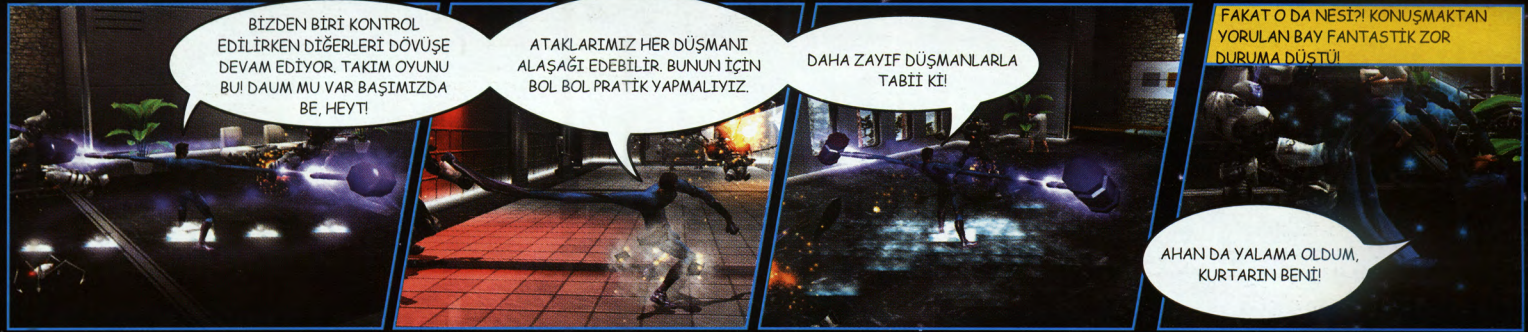 BİZDEN BİRİ KONTROL
EDİLİRKEN DİĞERLERİ DÖVÜŞE
DEVAM EDİYOR. TAKIM OYUNU
BU! DAUM MU VAR BAŞIMIZDA
BE, HEYT!
ATAKLARIMIZ HER DÜŞMANI
ALAŞAĞI EDEBİLİR. BUNUN İÇİN
BOL BOL PRATİK YAPMALIYIZ.
DAHA ZAYIF DÜŞMANLARLA
TABİİ Kİ!
FAKAT O DA NESİ?! KONUŞMAKTAN
YORULAN BAY FANTASTİK ZOR
DURUMA DÜŞTÜ!
AHAN DA YALAMA OLDUM,
KURTARIN BENİ!